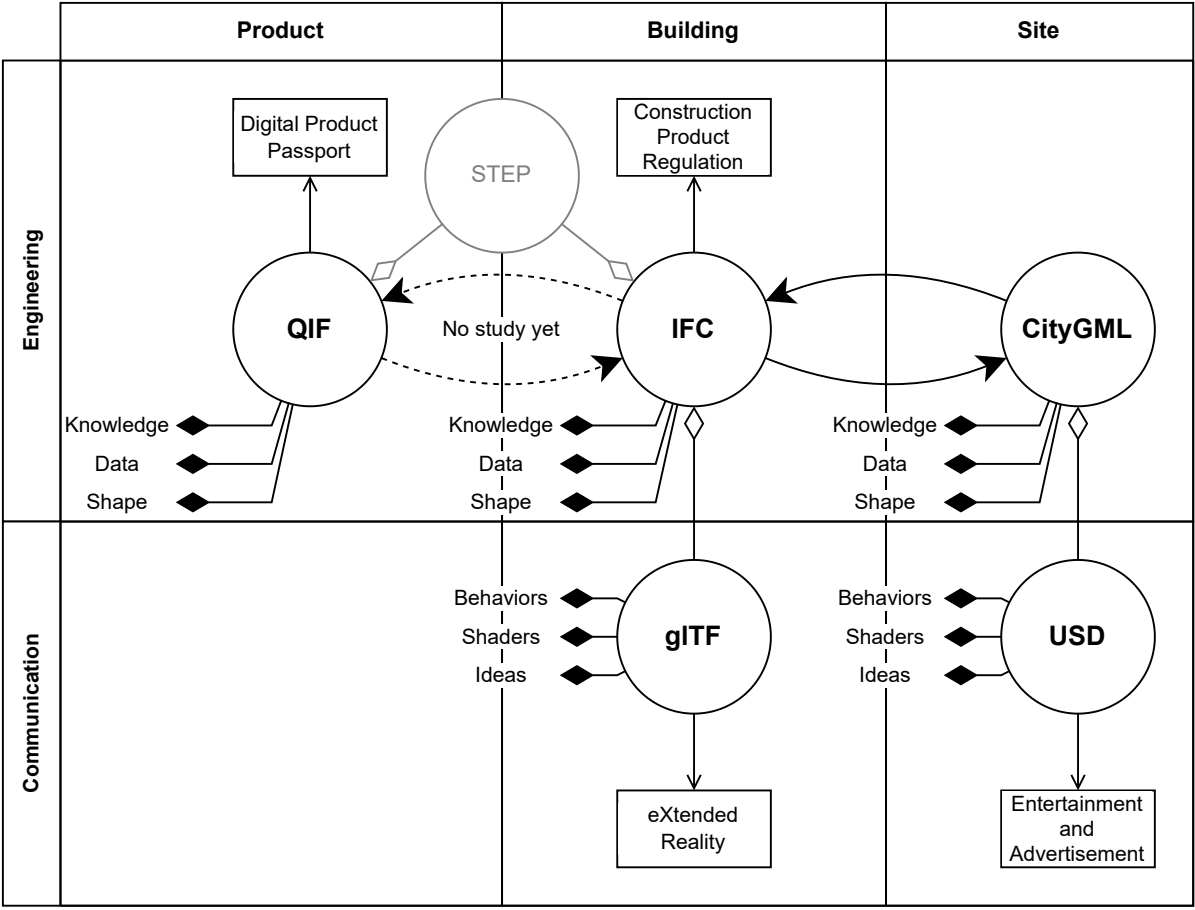 Product
Building
Site
Engineering
Digital Product
Passport
STEP
Construction
Product
Regulation
QIF
No study yet
IFC
CityGML
Knowledge
Data
Shape
Knowledge
Data
Shape
Knowledge
Data
Shape
Communication
Behaviors
Shaders
Ideas
glTF
Behaviors
Shaders
Ideas
USD
eXtended
Reality
Entertainment
and
Advertisement